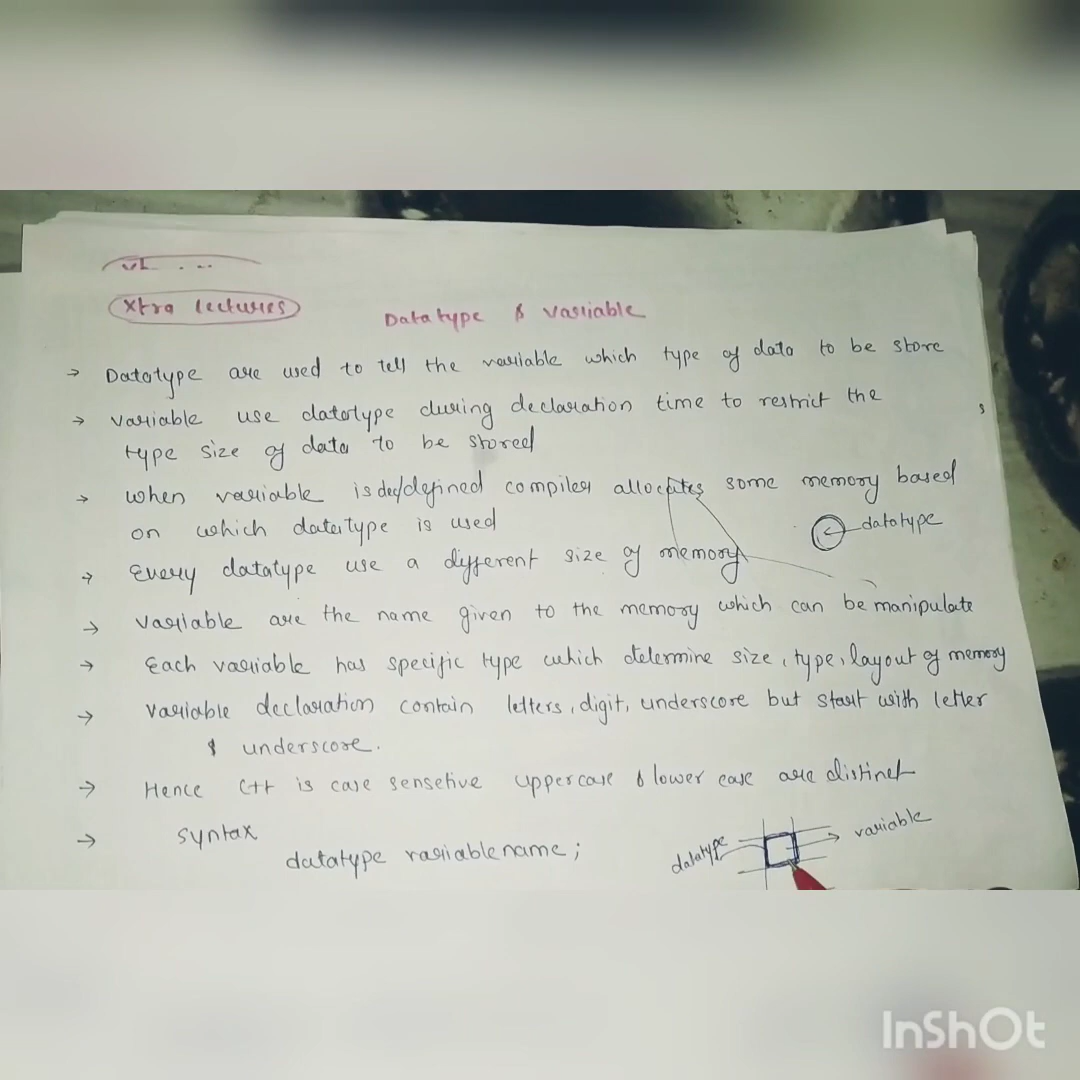 Xtra lectures
Datatype & variable
→ Datatype are used to tell the variable which type of data to be store
→ variable use datatype during declaration time to restrict the
type size of data to be stored
→ when variable is dec/defined compiler allocates some memory based
on which datatype is used
datatype
→ Every datatype use a different size of memory
→ variable are the name given to the memory which can be manipulate
→ Each variable has specific type which determine size, type, layout of memory
→ variable declaration contain letters, digit, underscore but start with letter
& underscore.
→ Hence C++ is case sensetive uppercase & lower case are distinct
→ syntax
datatype variablename;
datatype
variable
InShOt